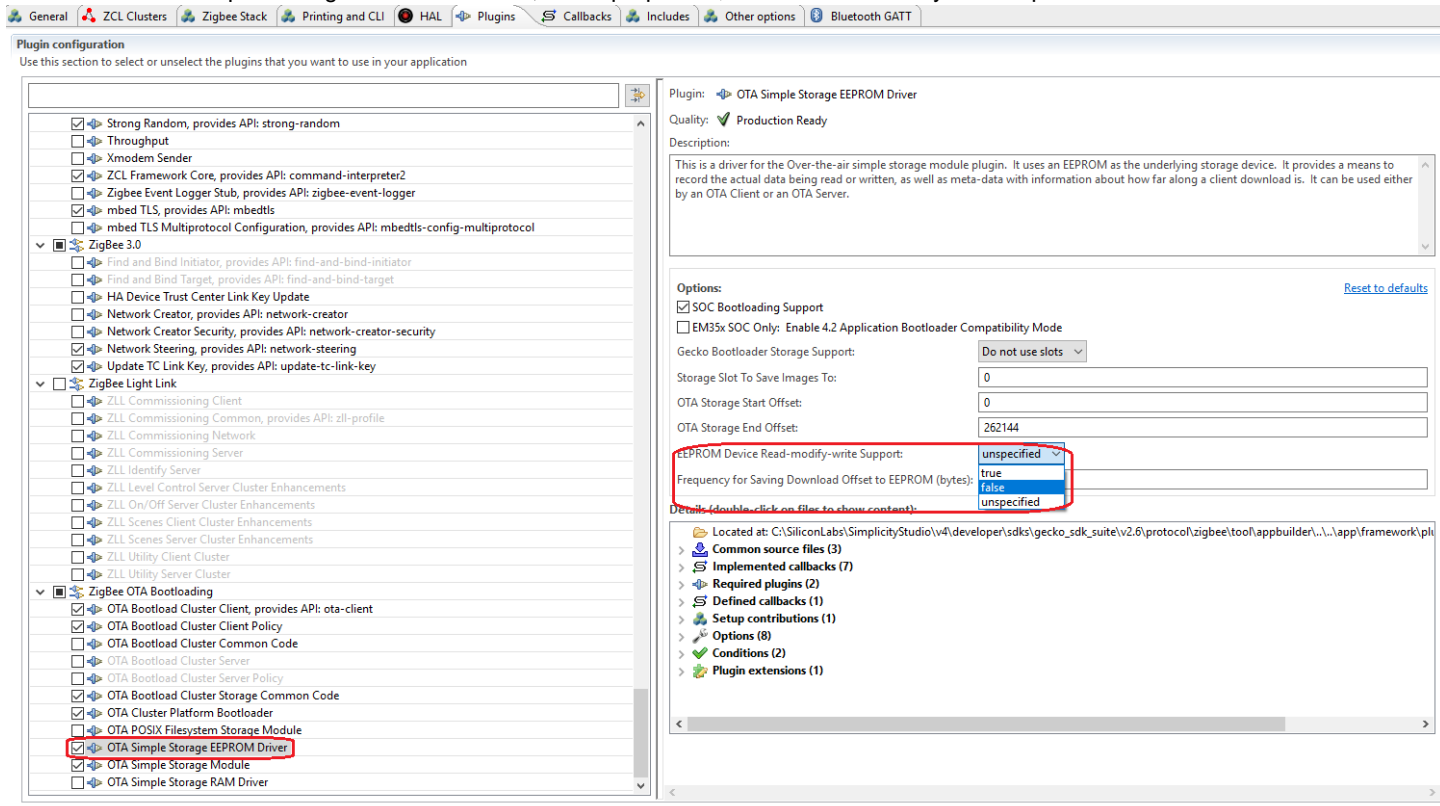 General ZCL Clusters Zigbee Stack Printing and CLI HAL Plugins Callbacks Includes Other options Bluetooth GATT
Plugin configuration
Use this section to select or unselect the plugins that you want to use in your application
Strong Random, provides API: strong-random
Throughput
Xmodem Sender
ZCL Framework Core, provides API: command-interpreter2
Zigbee Event Logger Stub, provides API: zigbee-event-logger
mbed TLS, provides API: mbedtls
mbed TLS Multiprotocol Configuration, provides API: mbedtls-config-multiprotocol
ZigBee 3.0
Find and Bind Initiator, provides API: find-and-bind-initiator
Find and Bind Target, provides API: find-and-bind-target
HA Device Trust Center Link Key Update
Network Creator, provides API: network-creator
Network Creator Security, provides API: network-creator-security
Network Steering, provides API: network-steering
Update TC Link Key, provides API: update-tc-link-key
ZigBee Light Link
ZLL Commissioning Client
ZLL Commissioning Common, provides API: zll-profile
ZLL Commissioning Network
ZLL Commissioning Server
ZLL Identify Server
ZLL Level Control Server Cluster Enhancements
ZLL On/Off Server Cluster Enhancements
ZLL Scenes Client Cluster Enhancements
ZLL Scenes Server Cluster Enhancements
ZLL Utility Client Cluster
ZLL Utility Server Cluster
ZigBee OTA Bootloading
OTA Bootload Cluster Client, provides API: ota-client
OTA Bootload Cluster Client Policy
OTA Bootload Cluster Common Code
OTA Bootload Cluster Server
OTA Bootload Cluster Server Policy
OTA Bootload Cluster Storage Common Code
OTA Cluster Platform Bootloader
OTA POSIX Filesystem Storage Module
OTA Simple Storage EEPROM Driver
OTA Simple Storage Module
OTA Simple Storage RAM Driver
Plugin: OTA Simple Storage EEPROM Driver
Quality: Production Ready
Description:
This is a driver for the Over-the-air simple storage module plugin. It uses an EEPROM as the underlying storage device. It provides a means to
record the actual data being read or written, as well as meta-data with information about how far along a client download is. It can be used either
by an OTA Client or an OTA Server.
Options: Reset to defaults
SOC Bootloading Support
EM35x SOC Only: Enable 4.2 Application Bootloader Compatibility Mode
Gecko Bootloader Storage Support: Do not use slots
Storage Slot To Save Images To: 0
OTA Storage Start Offset: 0
OTA Storage End Offset: 262144
EEPROM Device Read-modify-write Support: unspecified
true
Frequency for Saving Download Offset to EEPROM (bytes): false
unspecified
Details (double-click on files to show content):
Located at: C:\SiliconLabs\SimplicityStudio\v4\developer\sdks\gecko_sdk_suite\v2.6\protocol\zigbee\tool\appbuilder\..\..\app\framework\plu
Common source files (3)
Implemented callbacks (7)
Required plugins (2)
Defined callbacks (1)
Setup contributions (1)
Options (8)
Conditions (2)
Plugin extensions (1)